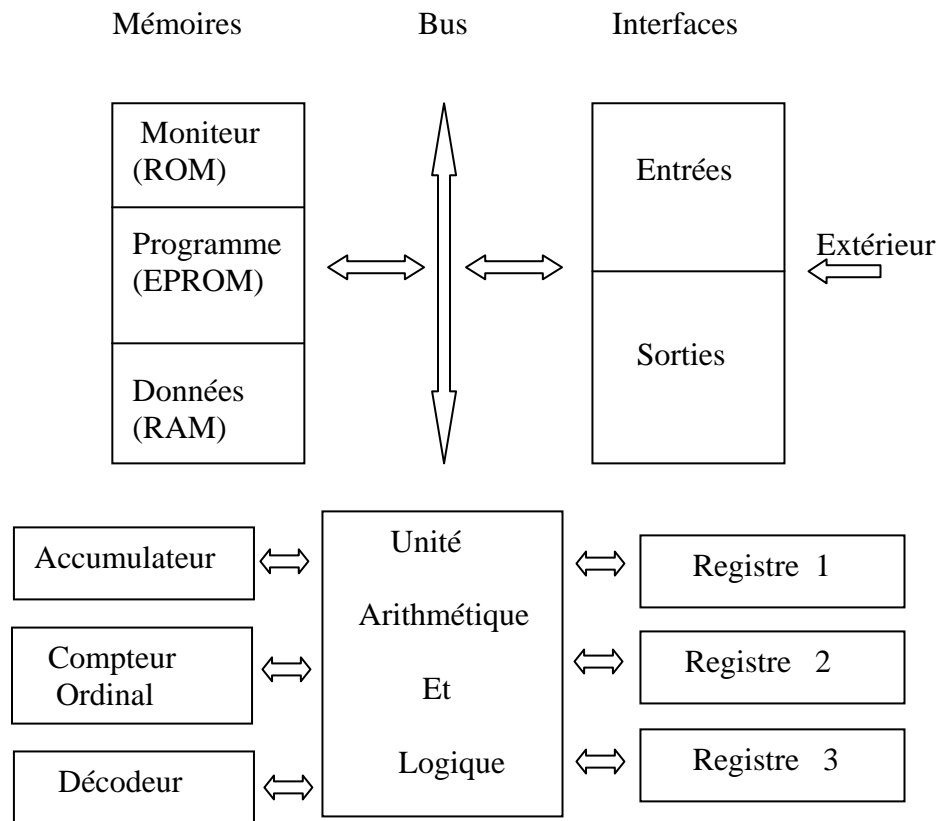 Mémoires Bus Interfaces
Moniteur
(ROM)
Programme
(EPROM)
Données
(RAM)
Entrées
Sorties
Extérieur
Accumulateur
Compteur
Ordinal
Décodeur
Unité
Arithmétique
Et
Logique
Registre 1
Registre 2
Registre 3